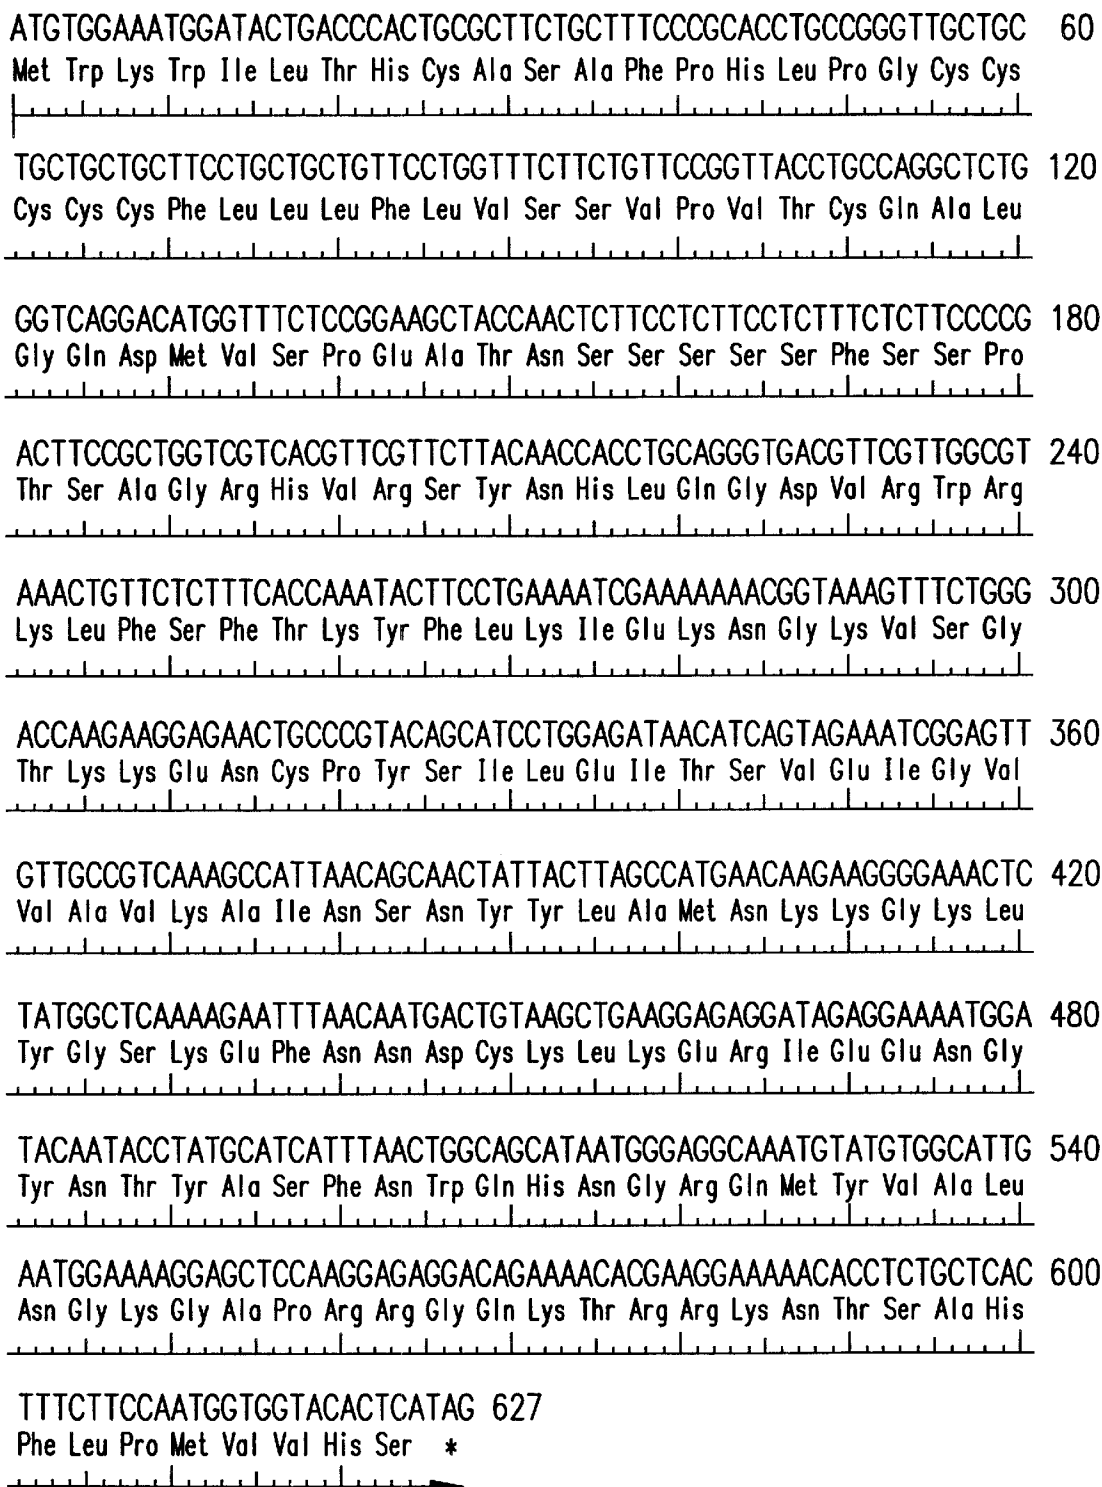 ATGTGGAAATGGATACTGACCCACTGCGCTTCTGCTTTCCCGCACCTGCCGGGTTGCTGC 60
Met Trp Lys Trp Ile Leu Thr His Cys Ala Ser Ala Phe Pro His Leu Pro Gly Cys Cys
TGCTGCTGCTTCCTGCTGCTGTTCCTGGTTTCTTCTGTTCCGGTTACCTGCCAGGCTCTG 120
Cys Cys Cys Phe Leu Leu Leu Phe Leu Val Ser Ser Val Pro Val Thr Cys Gln Ala Leu
GGTCAGGACATGGTTTCTCCGGAAGCTACCAACTCTTCCTCTTCCTCTTTCTCTTCCCCG 180
Gly Gln Asp Met Val Ser Pro Glu Ala Thr Asn Ser Ser Ser Ser Ser Phe Ser Ser Pro
ACTTCCGCTGGTCGTCACGTTCGTTCTTACAACCACCTGCAGGGTGACGTTCGTTGGCGT 240
Thr Ser Ala Gly Arg His Val Arg Ser Tyr Asn His Leu Gln Gly Asp Val Arg Trp Arg
AAACTGTTCTCTTTCACCAAATACTTCCTGAAAATCGAAAAAAACGGTAAAGTTTCTGGG 300
Lys Leu Phe Ser Phe Thr Lys Tyr Phe Leu Lys Ile Glu Lys Asn Gly Lys Val Ser Gly
ACCAAGAAGGAGAACTGCCCGTACAGCATCCTGGAGATAACATCAGTAGAAATCGGAGTT 360
Thr Lys Lys Glu Asn Cys Pro Tyr Ser Ile Leu Glu Ile Thr Ser Val Glu Ile Gly Val
GTTGCCGTCAAAGCCATTAACAGCAACTATTACTTAGCCATGAACAAGAAGGGGAAACTC 420
Val Ala Val Lys Ala Ile Asn Ser Asn Tyr Tyr Leu Ala Met Asn Lys Lys Gly Lys Leu
TATGGCTCAAAAGAATTTAACAATGACTGTAAGCTGAAGGAGAGGATAGAGGAAAATGGA 480
Tyr Gly Ser Lys Glu Phe Asn Asn Asp Cys Lys Leu Lys Glu Arg Ile Glu Glu Asn Gly
TACAATACCTATGCATCATTTAACTGGCAGCATAATGGGAGGCAAATGTATGTGGCATTG 540
Tyr Asn Thr Tyr Ala Ser Phe Asn Trp Gln His Asn Gly Arg Gln Met Tyr Val Ala Leu
AATGGAAAAGGAGCTCCAAGGAGAGGACAGAAAACACGAAGGAAAAACACCTCTGCTCAC 600
Asn Gly Lys Gly Ala Pro Arg Arg Gly Gln Lys Thr Arg Arg Lys Asn Thr Ser Ala His
TTTCTTCCAATGGTGGTACACTCATAG 627
Phe Leu Pro Met Val Val His Ser *